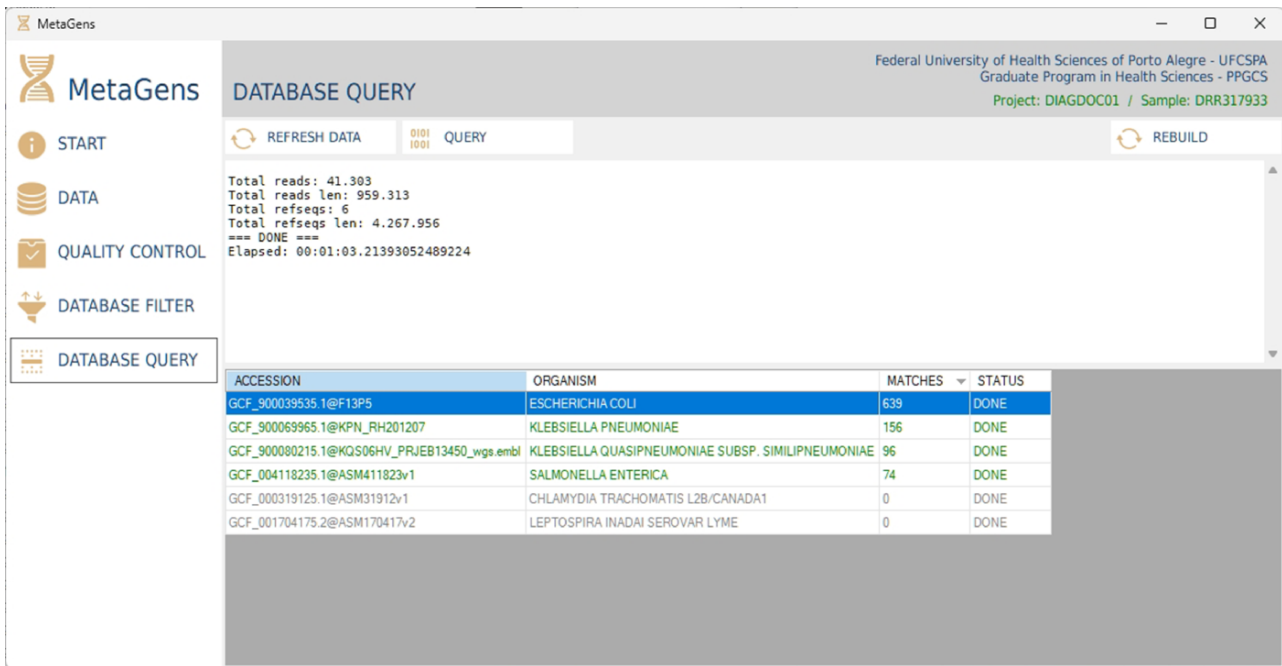 MetaGens
MetaGens
DATABASE QUERY
Federal University of Health Sciences of Porto Alegre - UFCSPA
Graduate Program in Health Sciences - PPGCS
Project: DIAGDOC01 / Sample: DRR317933
START
DATA
QUALITY CONTROL
DATABASE FILTER
DATABASE QUERY
REFRESH DATA
0101
1001
QUERY
REBUILD
Total reads: 41.303
Total reads len: 959.313
Total refseqs: 6
Total refseqs len: 4.267.956
=== DONE ===
Elapsed: 00:01:03.21393052489224
ACCESSION ORGANISM MATCHES STATUS
GCF_900039535.1@F13P5 ESCHERICHIA COLI 639 DONE
GCF_900069965.1@KPN_RH201207 KLEBSIELLA PNEUMONIAE 156 DONE
GCF_900080215.1@KQS06HV_PRJEB13450_wgs.embl KLEBSIELLA QUASIPNEUMONIAE SUBSP. SIMILIPNEUMONIAE 96 DONE
GCF_004118235.1@ASM411823v1 SALMONELLA ENTERICA 74 DONE
GCF_000319125.1@ASM31912v1 CHLAMYDIA TRACHOMATIS L2B/CANADA1 0 DONE
GCF_001704175.2@ASM170417v2 LEPTOSPIRA INADAI SEROVAR LYME 0 DONE